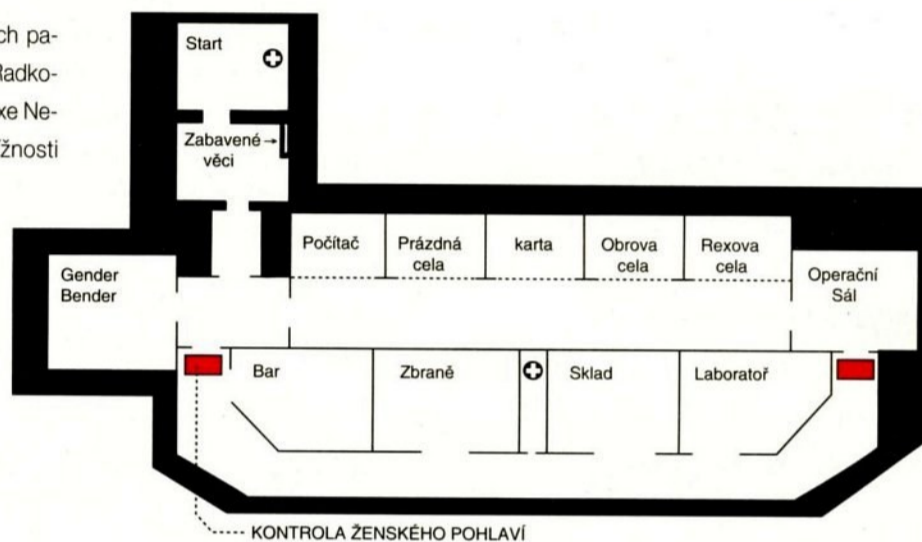 ch pa-
Radko-
xe Ne-
ížnosti
Start
Zabavené
věci
Počítač
Prázdná
cela
karta
Obrova
cela
Rexova
cela
Gender
Bender
Operační
Sál
Bar
Zbraně
Sklad
Laboratoř
KONTROLA ŽENSKÉHO POHLAVÍ